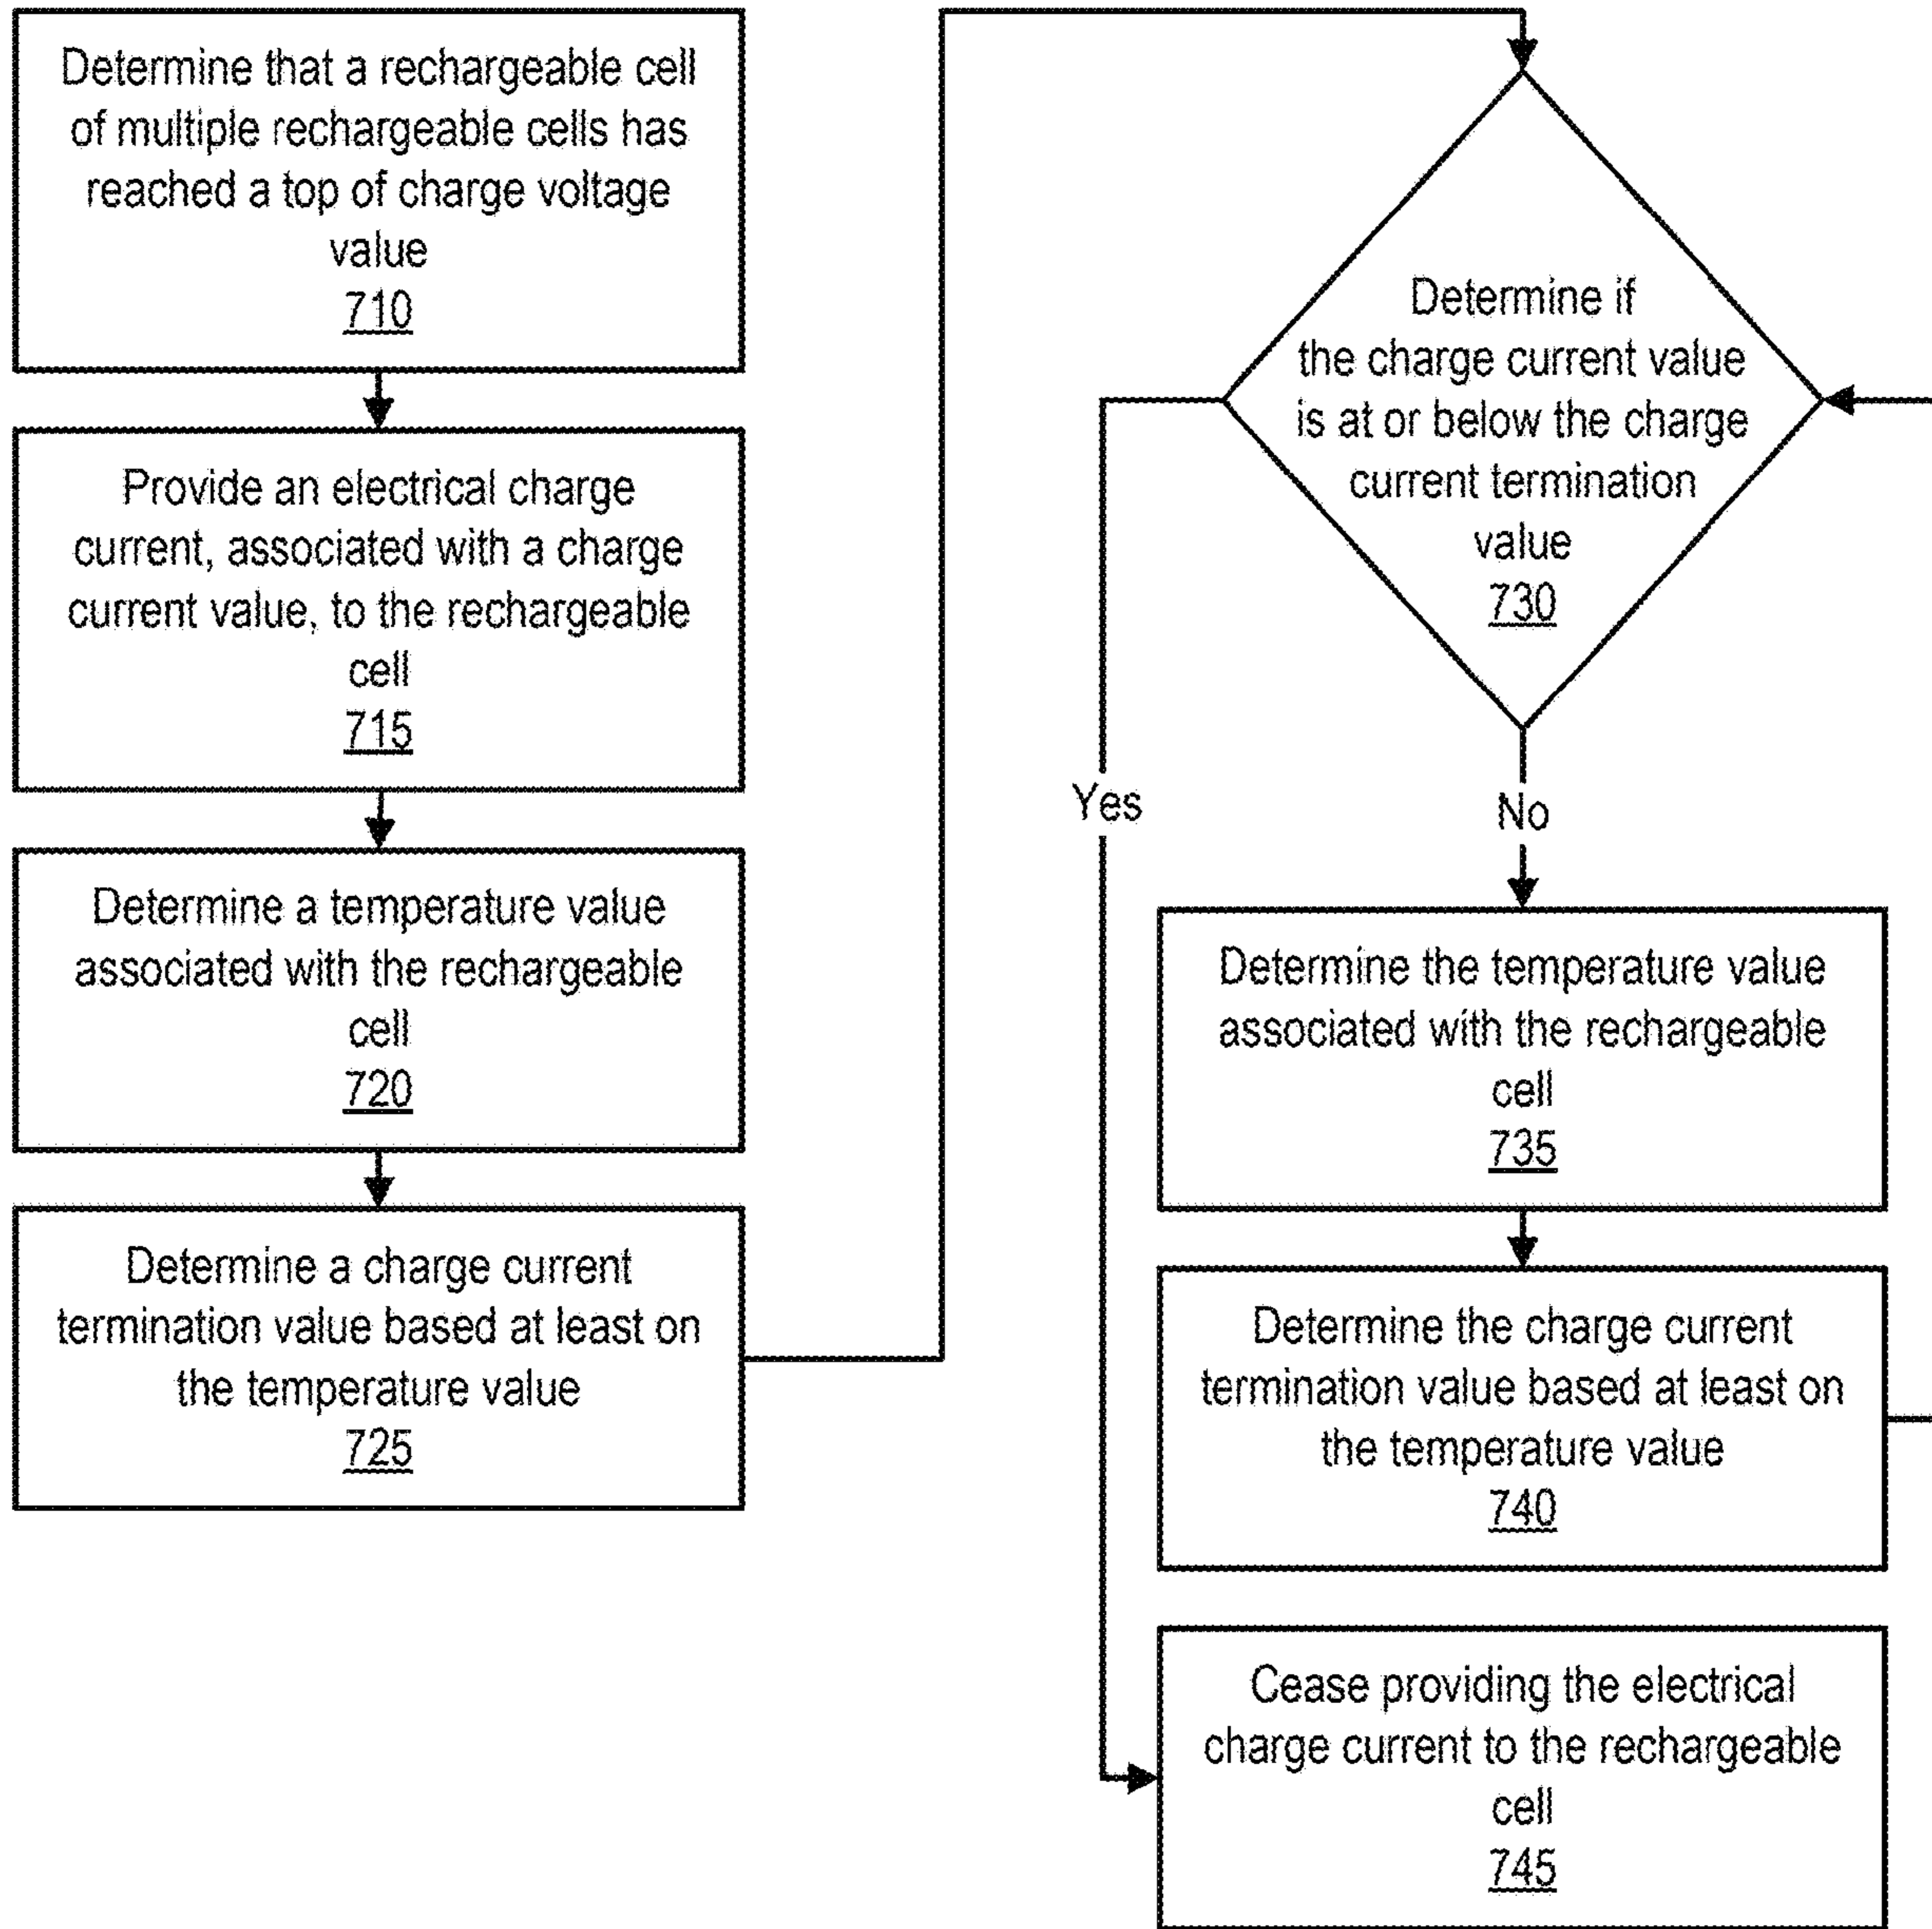 Determine that a rechargeable cell
of multiple rechargeable cells has
reached a top of charge voltage
value
710
Provide an electrical charge
current, associated with a charge
current value, to the rechargeable
cell
715
Determine a temperature value
associated with the rechargeable
cell
720
Determine a charge current
termination value based at least on
the temperature value
725
Determine if
the charge current value
is at or below the charge
current termination
value
730
Yes
No
Determine the temperature value
associated with the rechargeable
cell
735
Determine the charge current
termination value based at least on
the temperature value
740
Cease providing the electrical
charge current to the rechargeable
cell
745